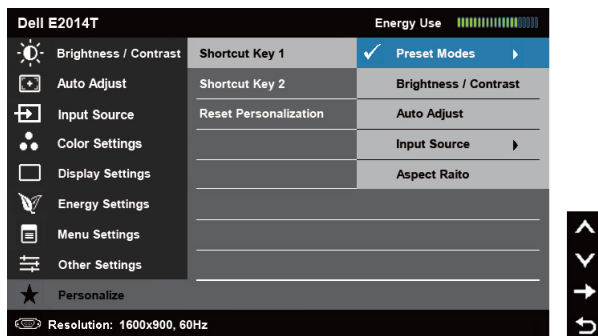 Dell E2014T
Energy Use
Brightness / Contrast
Shortcut Key 1
Preset Modes
Auto Adjust
Shortcut Key 2
Brightness / Contrast
Input Source
Reset Personalization
Auto Adjust
Color Settings
Input Source
Display Settings
Aspect Raito
Energy Settings
Menu Settings
Other Settings
Personalize
Resolution: 1600x900, 60Hz